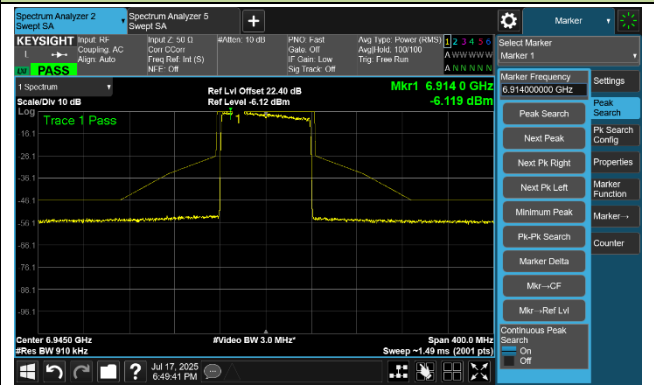 Spectrum Analyzer 2
Swept SA
Spectrum Analyzer 5
Swept SA
Marker
KEYSIGHT
Input: RF
Coupling: AC
Align: Auto
Input Z: 50 Ω
Corr CCorr
Freq Ref: Int (S)
NFE: Off
#Atten: 10 dB
PNO: Fast
Gate: Off
IF Gain: Low
Sig Track: Off
Avg Type: Power (RMS)
Avg|Hold: 100/100
Trig: Free Run
1 2 3 4 5 6
A W W W W W
A N N N N N
LXI PASS
Select Marker
Marker 1
1 Spectrum
Scale/Div 10 dB
Ref Lvl Offset 22.40 dB
Ref Level -6.12 dBm
Mkr1 6.914 0 GHz
-6.119 dBm
Log
Trace 1 Pass
1
-16.1
-26.1
-36.1
-46.1
-56.1
-66.1
-76.1
-86.1
-96.1
Center 6.9450 GHz
#Res BW 910 kHz
#Video BW 3.0 MHz*
Span 400.0 MHz
Sweep ~1.49 ms (2001 pts)
Marker Frequency
6.914000000 GHz
Peak Search
Next Peak
Next Pk Right
Next Pk Left
Minimum Peak
Pk-Pk Search
Marker Delta
Mkr→CF
Mkr→Ref Lvl
Continuous Peak
Search
On
Off
Settings
Peak
Search
Pk Search
Config
Properties
Marker
Function
Marker→
Counter
Jul 17, 2025
6:49:41 PM